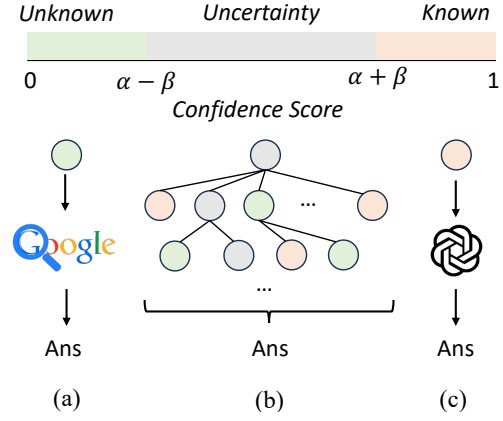 Unknown Uncertainty Known
0 α − β α + β 1
Confidence Score
...
Google
...
Ans Ans Ans
(a) (b) (c)